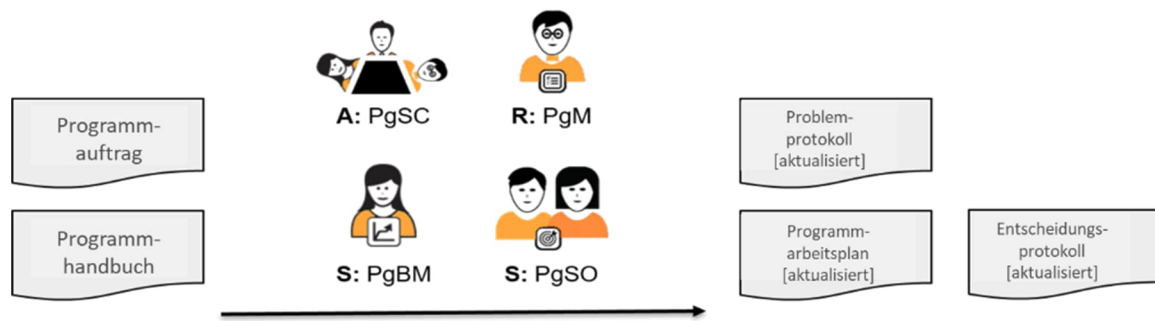 Programm-
auftrag
Programm-
handbuch
A: PgSC
R: PgM
S: PgBM
S: PgSO
Problem-
protokoll
[aktualisiert]
Programm-
arbeitsplan
[aktualisiert]
Entscheidungs-
protokoll
[aktualisiert]